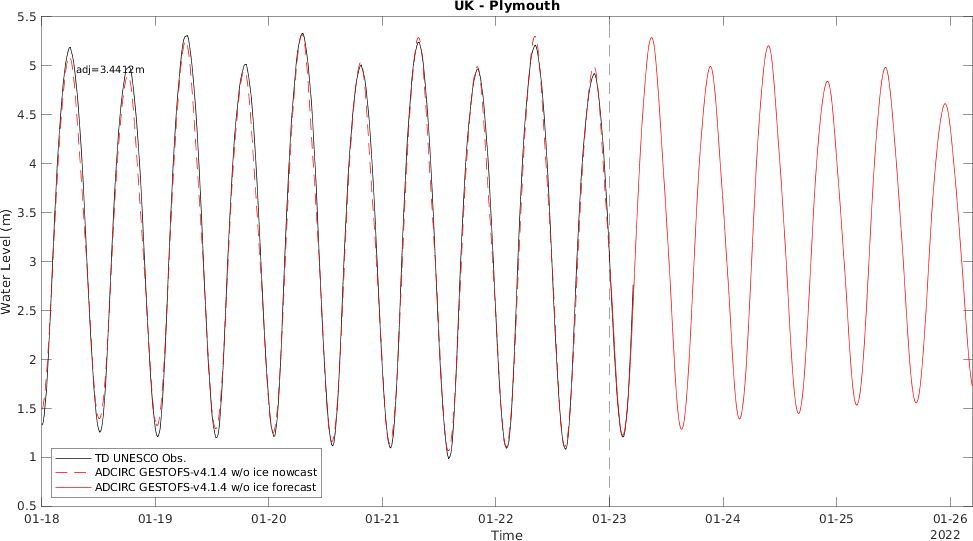 UK - Plymouth
5.5
5
4.5
4
3.5
3
2.5
2
1.5
1
0.5
Water Level (m)
adj=3.4412m
TD UNESCO Obs.
ADCIRC GESTOFS-v4.1.4 w/o ice nowcast
ADCIRC GESTOFS-v4.1.4 w/o ice forecast
01-18 01-19 01-20 01-21 01-22 01-23 01-24 01-25 01-26
Time
2022